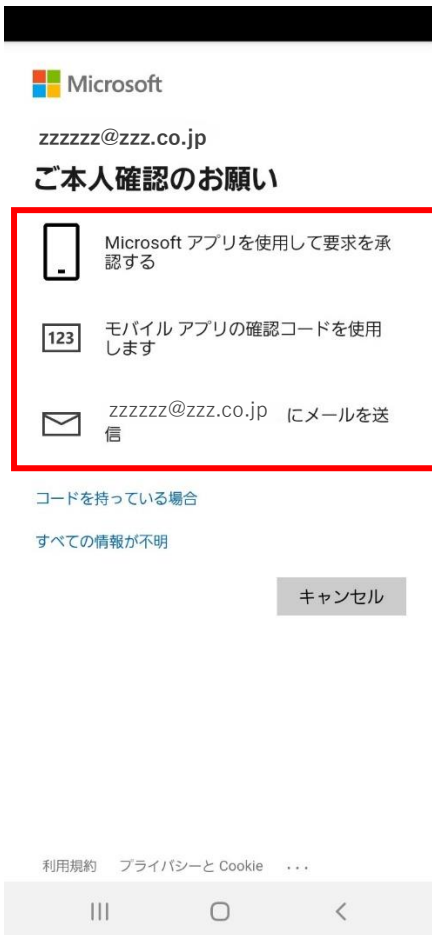 Microsoft
zzzzzz@zzz.co.jp
ご本人確認のお願い
Microsoft アプリを使用して要求を承
認する
123
モバイル アプリの確認コードを使用
します
zzzzzz@zzz.co.jp にメールを送
信
コードを持っている場合
すべての情報が不明
キャンセル
利用規約 プライバシーと Cookie ...